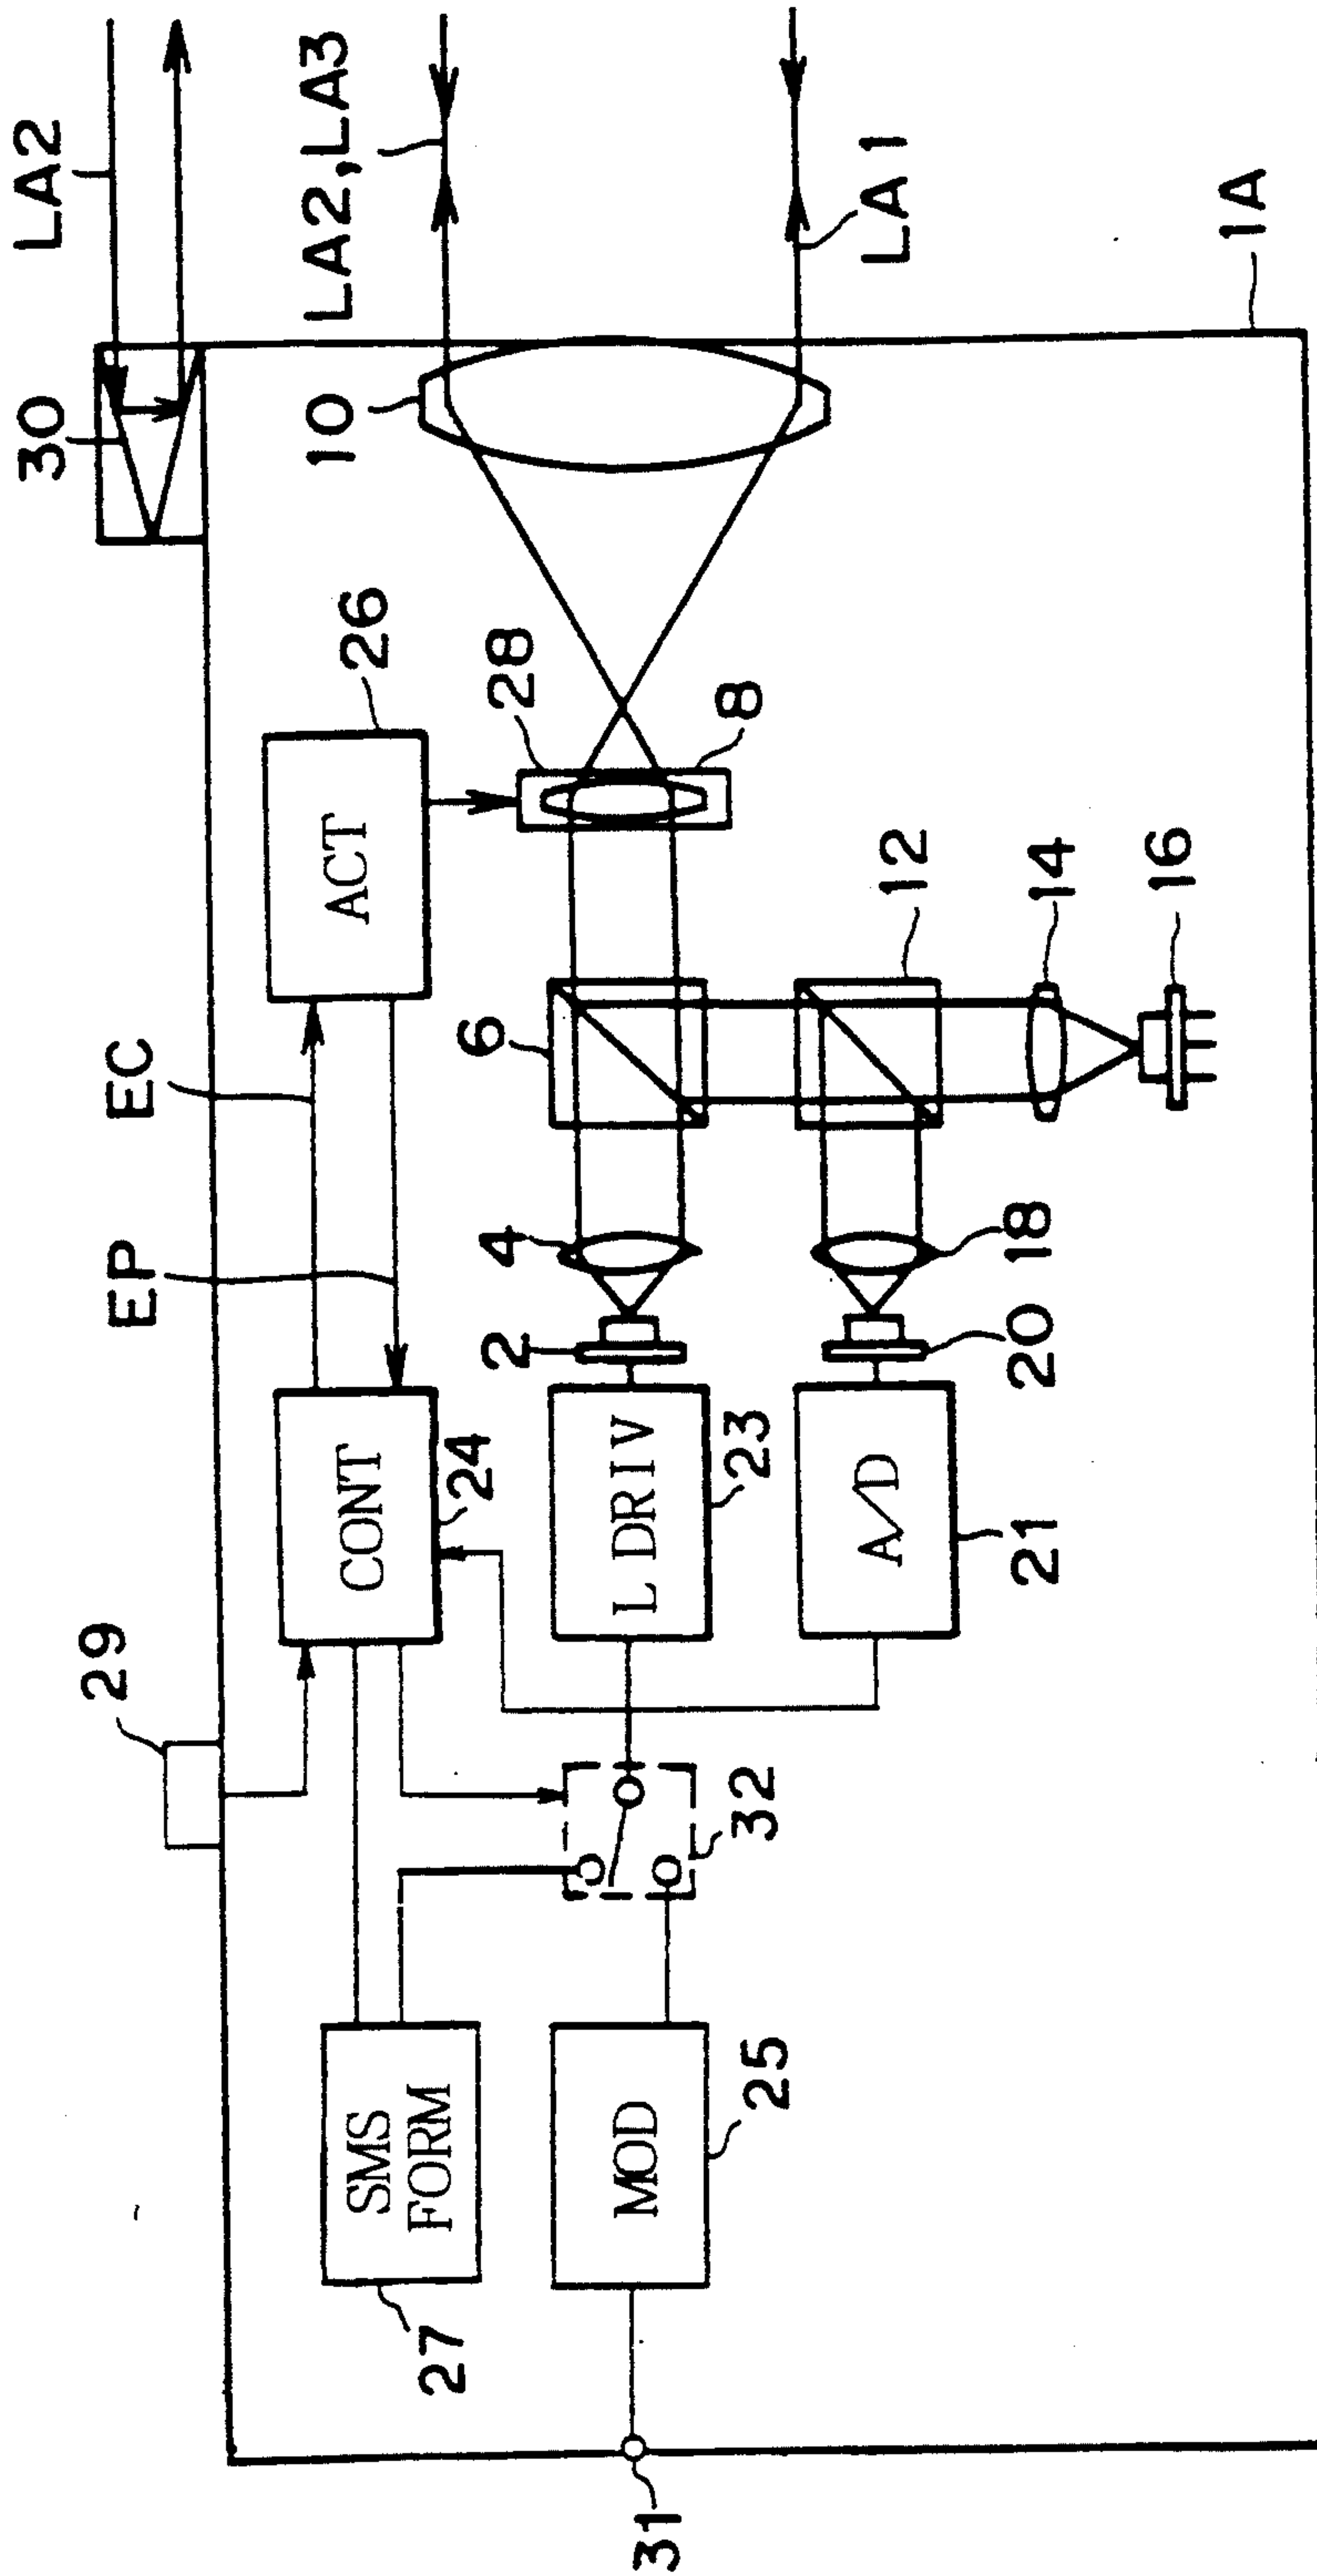 30
LA2
29
EP
EC
26
10
LA2,LA3
SMS
FORM
CONT
ACT
27
24
2
4
6
28
MOD
L DRIV
31
25
32
23
8
A/D
12
LA1
21
20
18
14
16
1A